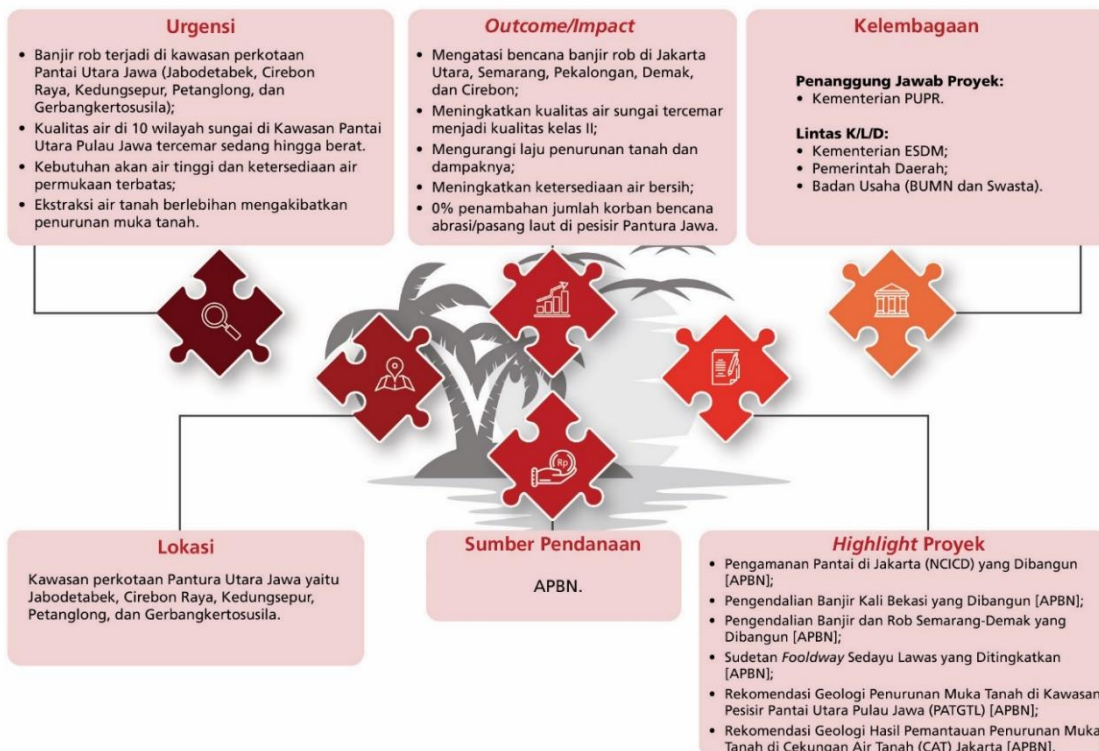 Urgensi
• Banjir rob terjadi di kawasan perkotaan
Pantai Utara Jawa (Jabodetabek, Cirebon
Raya, Kedungsepur, Petanglong, dan
Gerbangkertosusila);
• Kualitas air di 10 wilayah sungai di Kawasan Pantai
Utara Pulau Jawa tercemar sedang hingga berat.
• Kebutuhan akan air tinggi dan ketersediaan air
permukaan terbatas;
• Ekstraksi air tanah berlebihan mengakibatkan
penurunan muka tanah.
Outcome/Impact
• Mengatasi bencana banjir rob di Jakarta
Utara, Semarang, Pekalongan, Demak,
dan Cirebon;
• Meningkatkan kualitas air sungai tercemar
menjadi kualitas kelas II;
• Mengurangi laju penurunan tanah dan
dampaknya;
• Meningkatkan ketersediaan air bersih;
• 0% penambahan jumlah korban bencana
abrasi/pasang laut di pesisir Pantura Jawa.
Kelembagaan
Penanggung Jawab Proyek:
• Kementerian PUPR.
Lintas K/L/D:
• Kementerian ESDM;
• Pemerintah Daerah;
• Badan Usaha (BUMN dan Swasta).
Rp
Lokasi
Kawasan perkotaan Pantura Utara Jawa yaitu
Jabodetabek, Cirebon Raya, Kedungsepur,
Petanglong, dan Gerbangkertosusila.
Sumber Pendanaan
APBN.
Highlight Proyek
• Pengamanan Pantai di Jakarta (NCICD) yang Dibangun
[APBN];
• Pengendalian Banjir Kali Bekasi yang Dibangun [APBN];
• Pengendalian Banjir dan Rob Semarang-Demak yang
Dibangun [APBN];
• Sudetan Fooldway Sedayu Lawas yang Ditingkatkan
[APBN];
• Rekomendasi Geologi Penurunan Muka Tanah di Kawasan
Pesisir Pantai Utara Pulau Jawa (PATGTL) [APBN];
• Rekomendasi Geologi Hasil Pemantauan Penurunan Muka
Tanah di Cekungan Air Tanah (CAT) Jakarta [APBN].